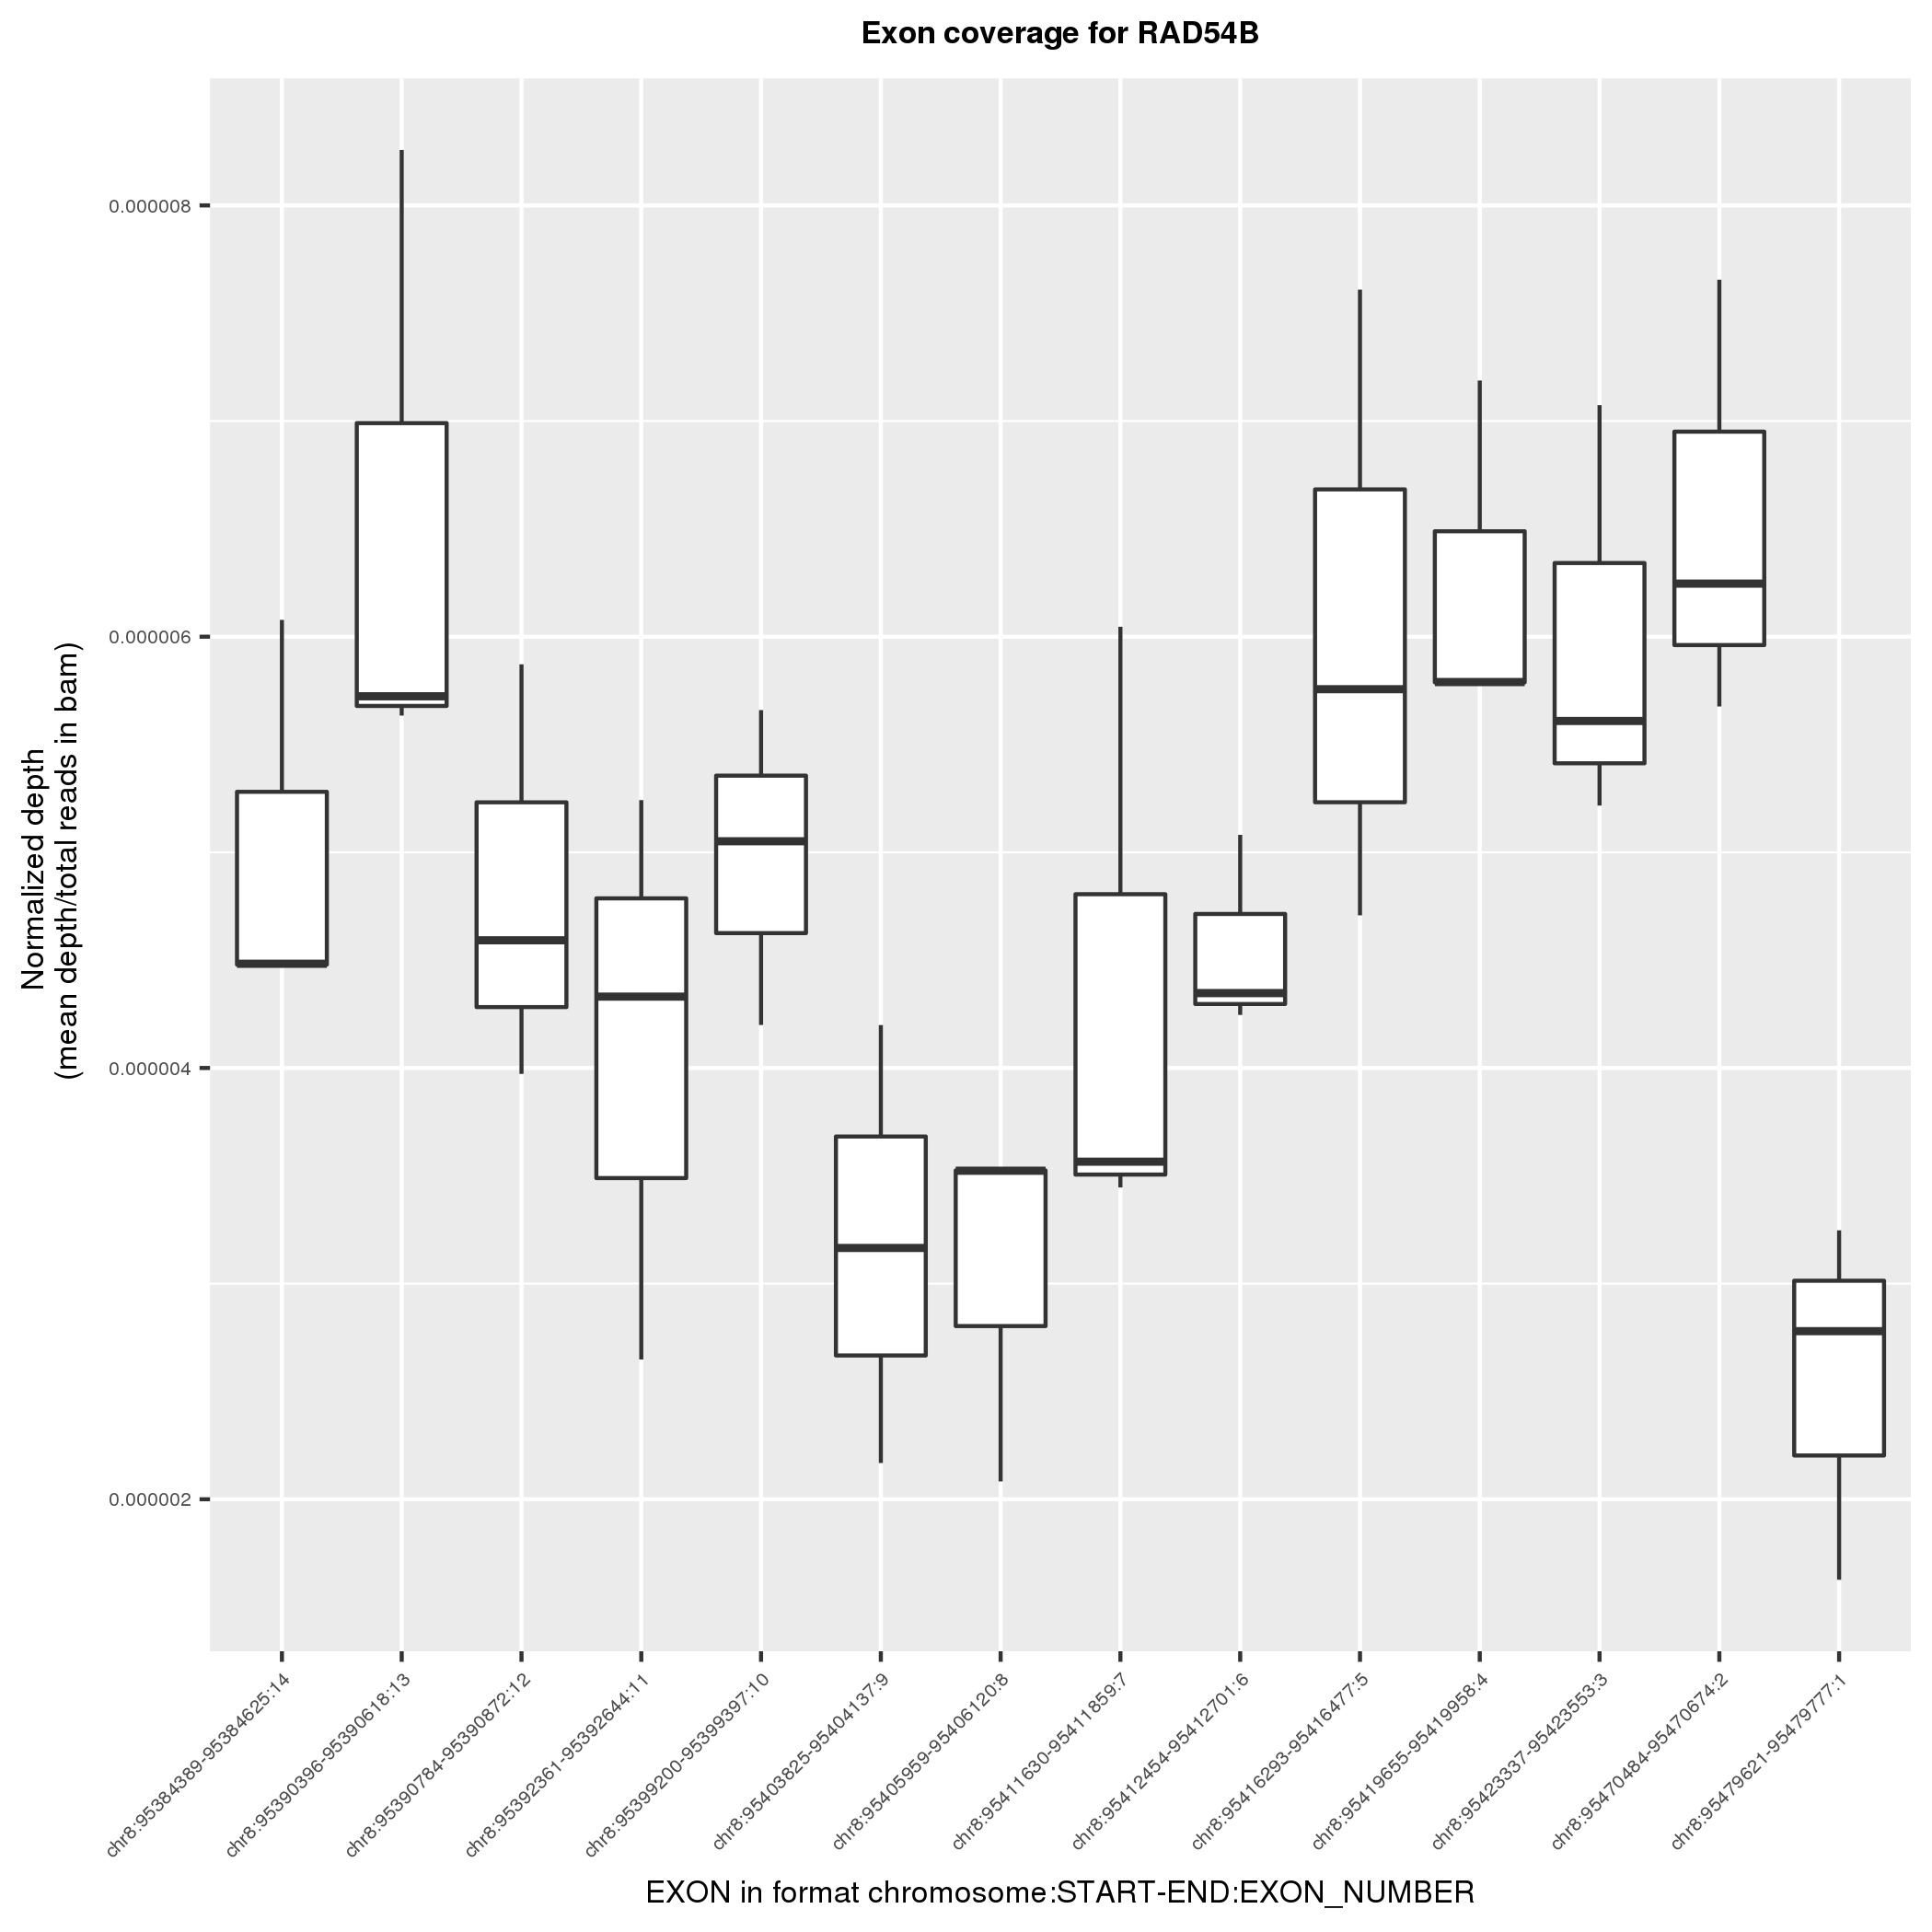 Exon coverage for RAD54B
0.000008
0.000006
0.000004
0.000002
Normalized depth
(mean depth/total reads in bam)
chr8:95384389-95384625:14
chr8:95390396-95390618:13
chr8:95390784-95390872:12
chr8:95392361-95392644:11
chr8:95399200-95399397:10
chr8:95403825-95404137:9
chr8:95405959-95406120:8
chr8:95411630-95411859:7
chr8:95412454-95412701:6
chr8:95416293-95416477:5
chr8:95419655-95419958:4
chr8:95423337-95423553:3
chr8:95470484-95470674:2
chr8:95479621-95479777:1
EXON in format chromosome:START-END:EXON_NUMBER